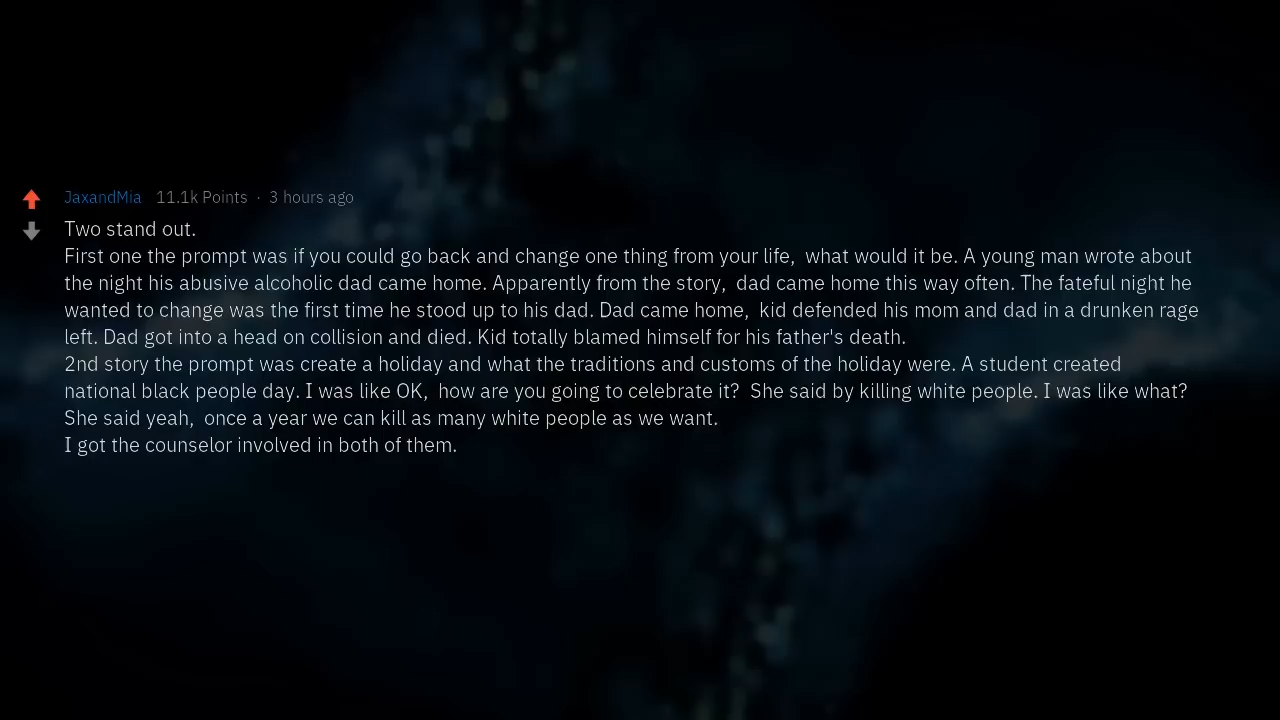 JaxandMia 11.1k Points · 3 hours ago
Two stand out.
First one the prompt was if you could go back and change one thing from your life,  what would it be. A young man wrote about
the night his abusive alcoholic dad came home. Apparently from the story,  dad came home this way often. The fateful night he
wanted to change was the first time he stood up to his dad. Dad came home,  kid defended his mom and dad in a drunken rage
left. Dad got into a head on collision and died. Kid totally blamed himself for his father's death.
2nd story the prompt was create a holiday and what the traditions and customs of the holiday were. A student created
national black people day. I was like OK,  how are you going to celebrate it?  She said by killing white people. I was like what?
She said yeah,  once a year we can kill as many white people as we want.
I got the counselor involved in both of them.